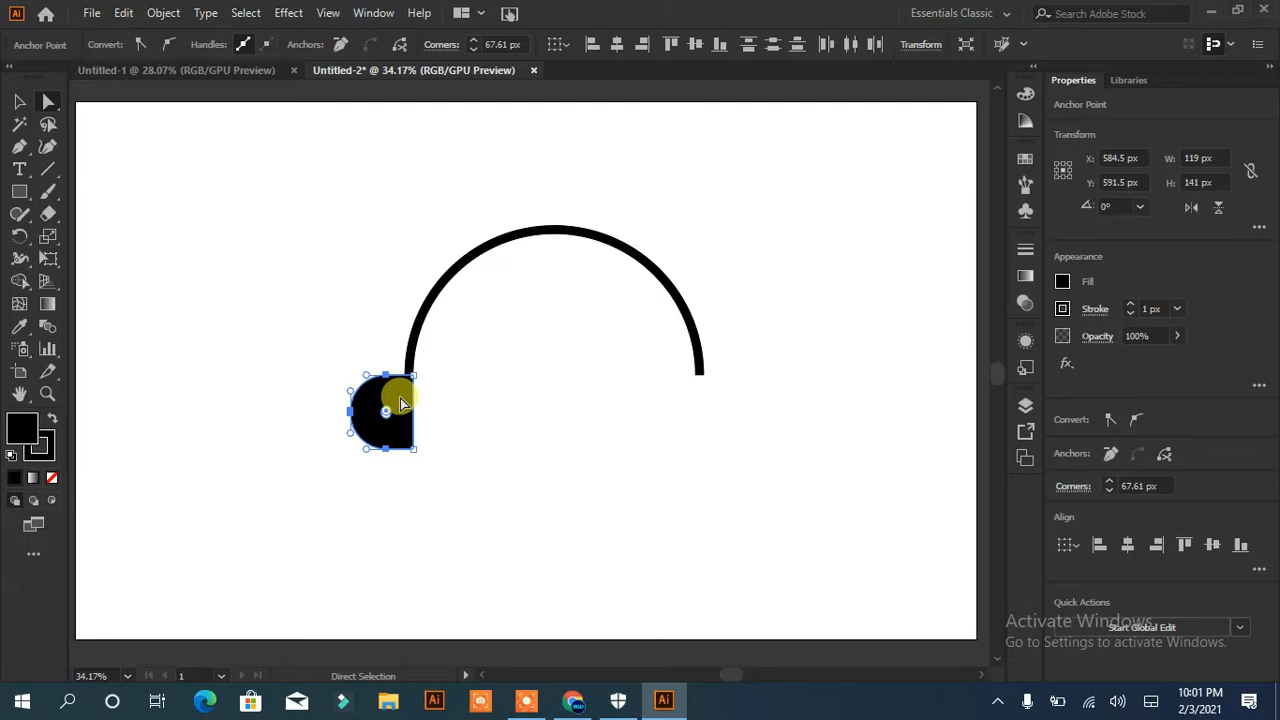 Ai File Edit Object Type Select Effect View Window Help Essentials Classic Search Adobe Stock
Anchor Point Convert: Handles: Anchors: Corners: 67.61 px Transform
Untitled-1 @ 28.07% (RGB/GPU Preview) × Untitled-2* @ 34.17% (RGB/GPU Preview) ×
Properties Libraries
Anchor Point
Transform
X: 584.5 px W: 119 px
Y: 591.5 px H: 141 px
0°
Appearance
Fill
Stroke 1 px
Opacity 100%
fx.
Convert:
Anchors:
Corners: 67.61 px
Align
Quick Actions
Start Global Edit
Activate Windows
Go to Settings to activate Windows.
34.17% 1 Direct Selection
Ai Ai
10:01 PM
2/3/2021